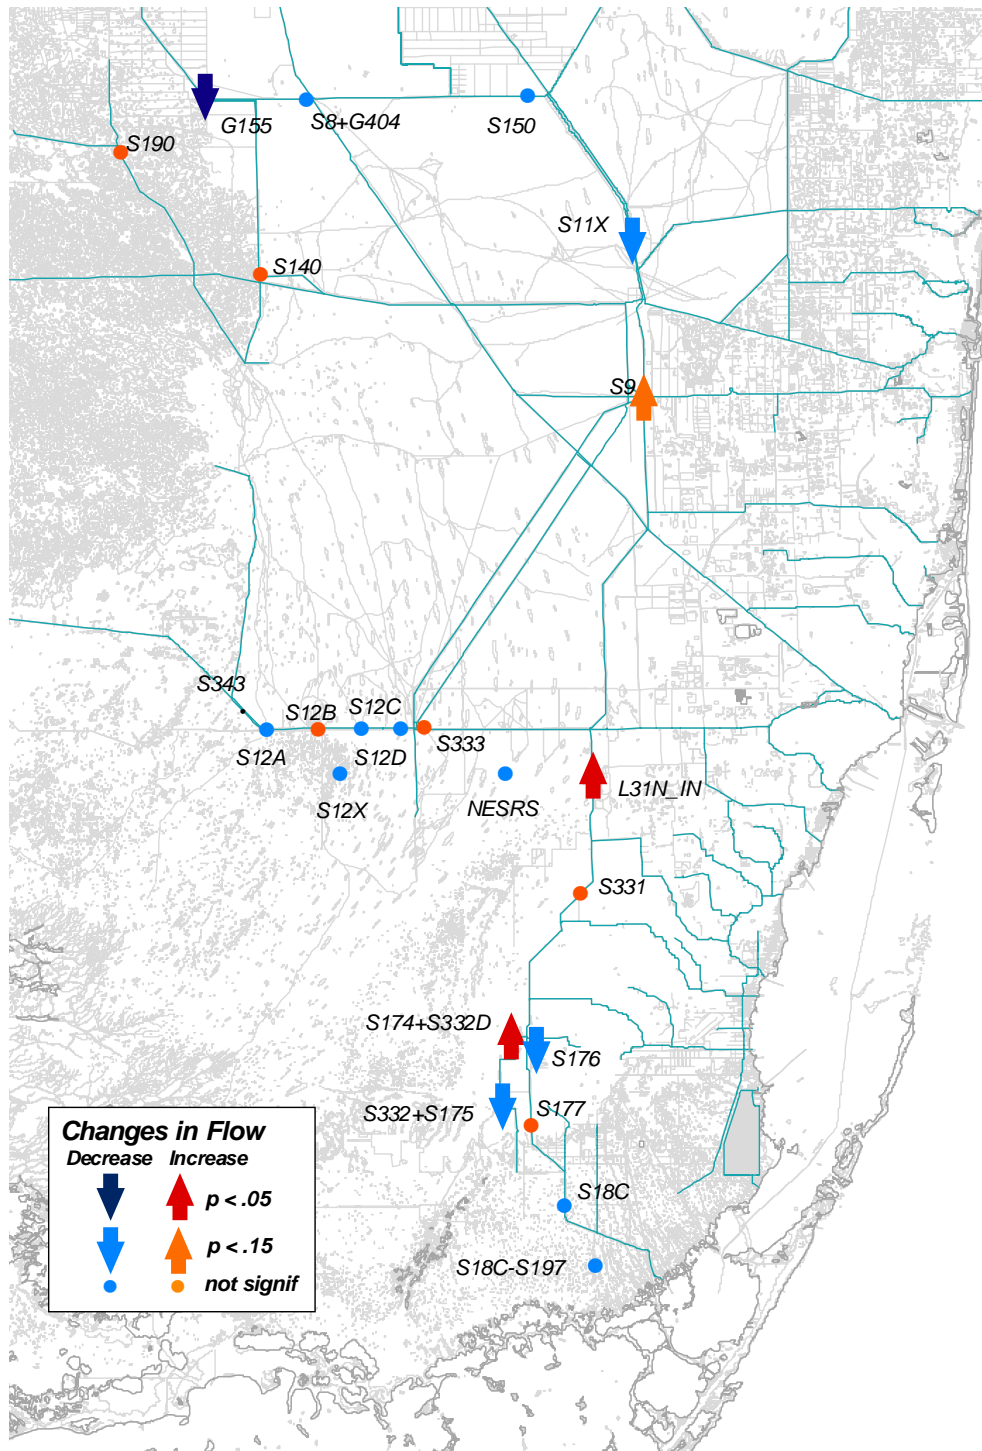 G155
S8+G404
S150
S190
S11X
S140
S9
S343
S12B
S12C
S12A
S12D
S333
S12X
NESRS
L31N_IN
S331
S174+S332D
S176
S332+S175
S177
S18C
S18C-S197
Changes in Flow
Decrease Increase
p < .05
p < .15
not signif